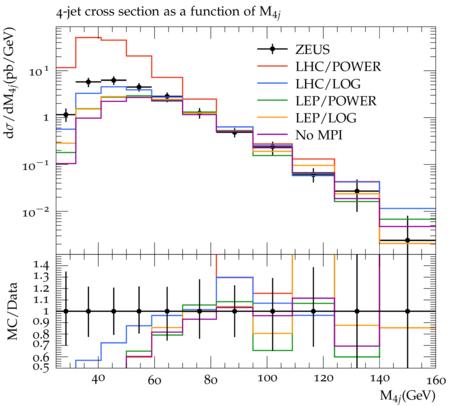 4-jet cross section as a function of M₄ⱼ
dσ/dM₄ⱼ(pb/GeV)
10¹
1
10⁻¹
10⁻²
ZEUS
LHC/POWER
LHC/LOG
LEP/POWER
LEP/LOG
No MPI
MC/Data
1.4
1.3
1.2
1.1
1
0.9
0.8
0.7
0.6
0.5
40 60 80 100 120 140 160
M₄ⱼ(GeV)